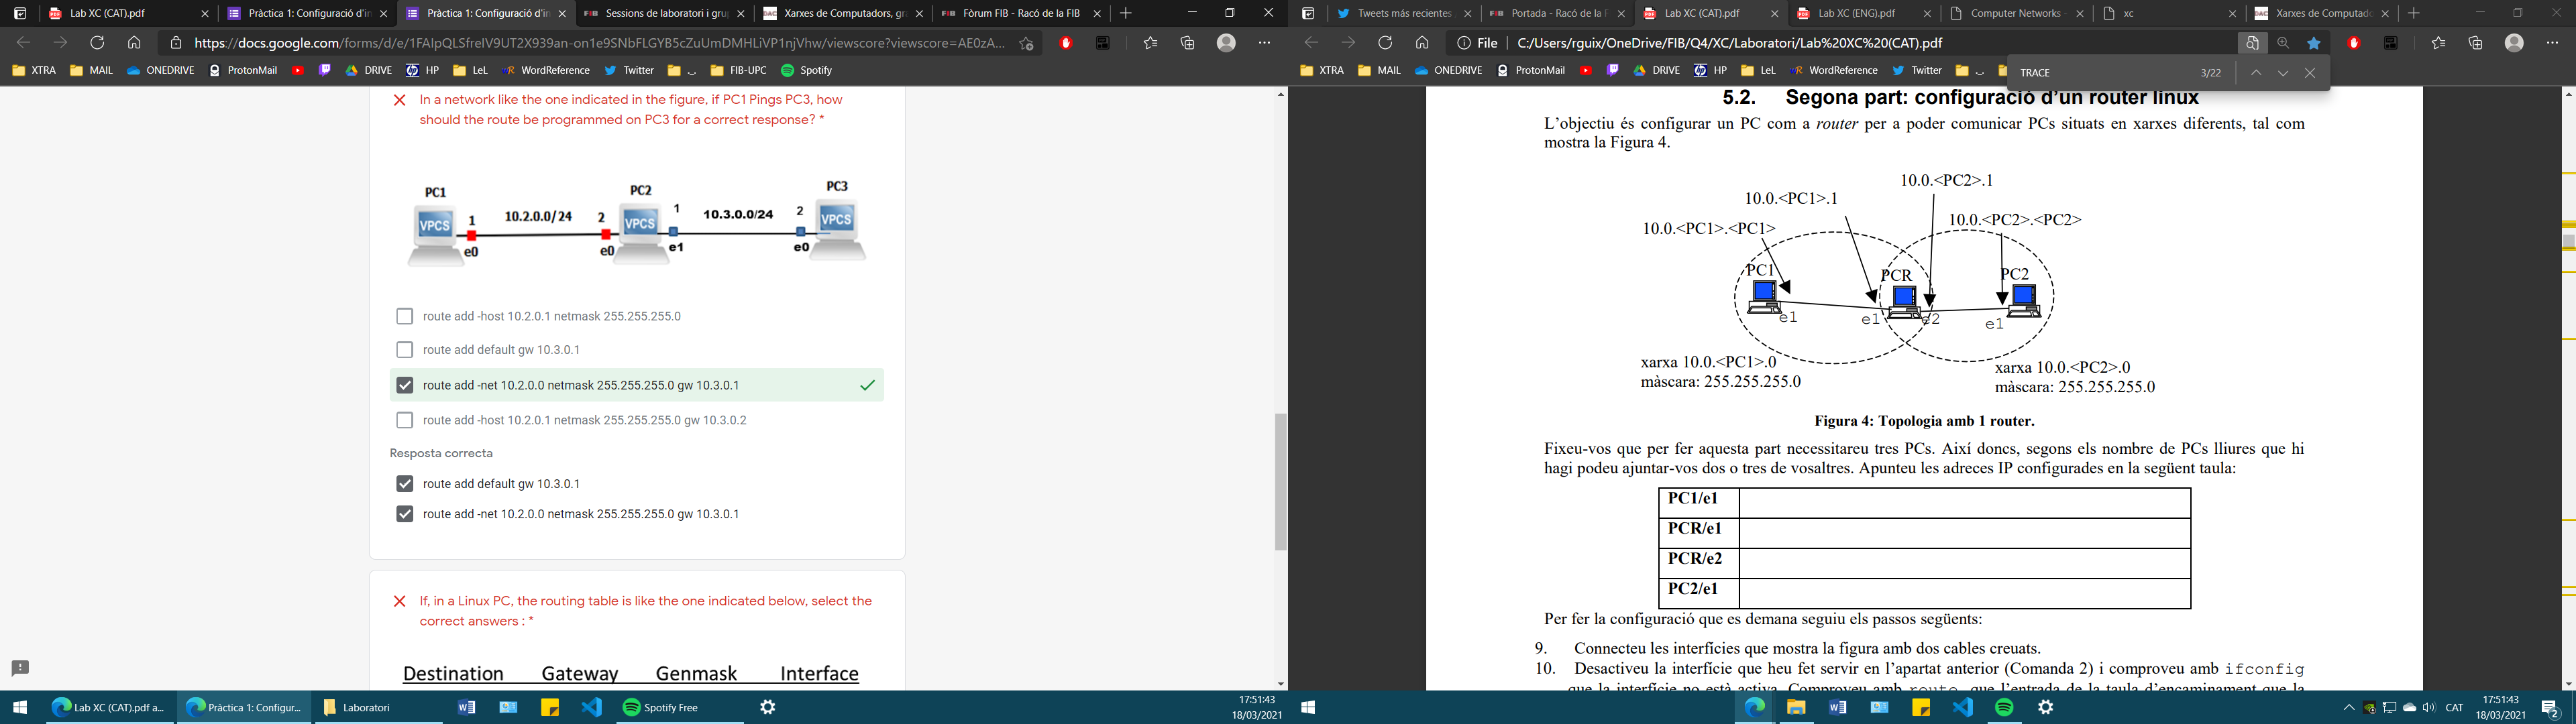 Lab XC (CAT).pdf
Pràctica 1: Configuració d'in
Pràctica 1: Configuració d'in
Sessions de laboratori i gru
Xarxes de Computadors, gra
Fòrum FIB - Racó de la FIB
https://docs.google.com/forms/d/e/1FAIpQLSfreIV9UT2X939an-on1e9SNbFLGYB5cZuUmDMHLiVP1njVhw/viewscore?viewscore=AE0zA...
XTRA
MAIL
ONEDRIVE
ProtonMail
DRIVE
HP
LeL
WordReference
Twitter
FIB-UPC
Spotify
In a network like the one indicated in the figure, if PC1 Pings PC3, how
should the route be programmed on PC3 for a correct response? *
PC1
PC2
PC3
VPCS
1
10.2.0.0/24
2
VPCS
1
10.3.0.0/24
2
VPCS
e0
e0
e1
e0
route add -host 10.2.0.1 netmask 255.255.255.0
route add default gw 10.3.0.1
route add -net 10.2.0.0 netmask 255.255.255.0 gw 10.3.0.1
route add -host 10.2.0.1 netmask 255.255.255.0 gw 10.3.0.2
Resposta correcta
route add default gw 10.3.0.1
route add -net 10.2.0.0 netmask 255.255.255.0 gw 10.3.0.1
If, in a Linux PC, the routing table is like the one indicated below, select the
correct answers : *
Destination Gateway Genmask Interface
Lab XC (CAT).pdf a...
Pràctica 1: Configur...
Laboratori
Spotify Free
17:51:43
18/03/2021
Tweets más recientes
Portada - Racó de la F
Lab XC (CAT).pdf
Lab XC (ENG).pdf
Computer Networks -
xc
Xarxes de Computado
File
C:/Users/rguix/OneDrive/FIB/Q4/XC/Laboratori/Lab%20XC%20(CAT).pdf
XTRA
MAIL
ONEDRIVE
ProtonMail
DRIVE
HP
LeL
WordReference
Twitter
TRACE
3/22
5.2. Segona part: configuració d'un router linux
L'objectiu és configurar un PC com a router per a poder comunicar PCs situats en xarxes diferents, tal com
mostra la Figura 4.
10.0.<PC2>.1
10.0.<PC1>.1
10.0.<PC2>.<PC2>
10.0.<PC1>.<PC1>
PC1
PCR
PC2
e1
e1
e2
e1
xarxa 10.0.<PC1>.0
màscara: 255.255.255.0
xarxa 10.0.<PC2>.0
màscara: 255.255.255.0
Figura 4: Topologia amb 1 router.
Fixeu-vos que per fer aquesta part necessitareu tres PCs. Així doncs, segons els nombre de PCs lliures que hi
hagi podeu ajuntar-vos dos o tres de vosaltres. Apunteu les adreces IP configurades en la següent taula:
PC1/e1
PCR/e1
PCR/e2
PC2/e1
Per fer la configuració que es demana seguiu els passos següents:
9. Connecteu les interfícies que mostra la figura amb dos cables creuats.
10. Desactiveu la interfície que heu fet servir en l'apartat anterior (Comanda 2) i comproveu amb ifconfig
que la interfície no està activa. Comproveu amb route, que l'entrada de la taula d'encaminament que la
CAT
17:51:43
18/03/2021
2